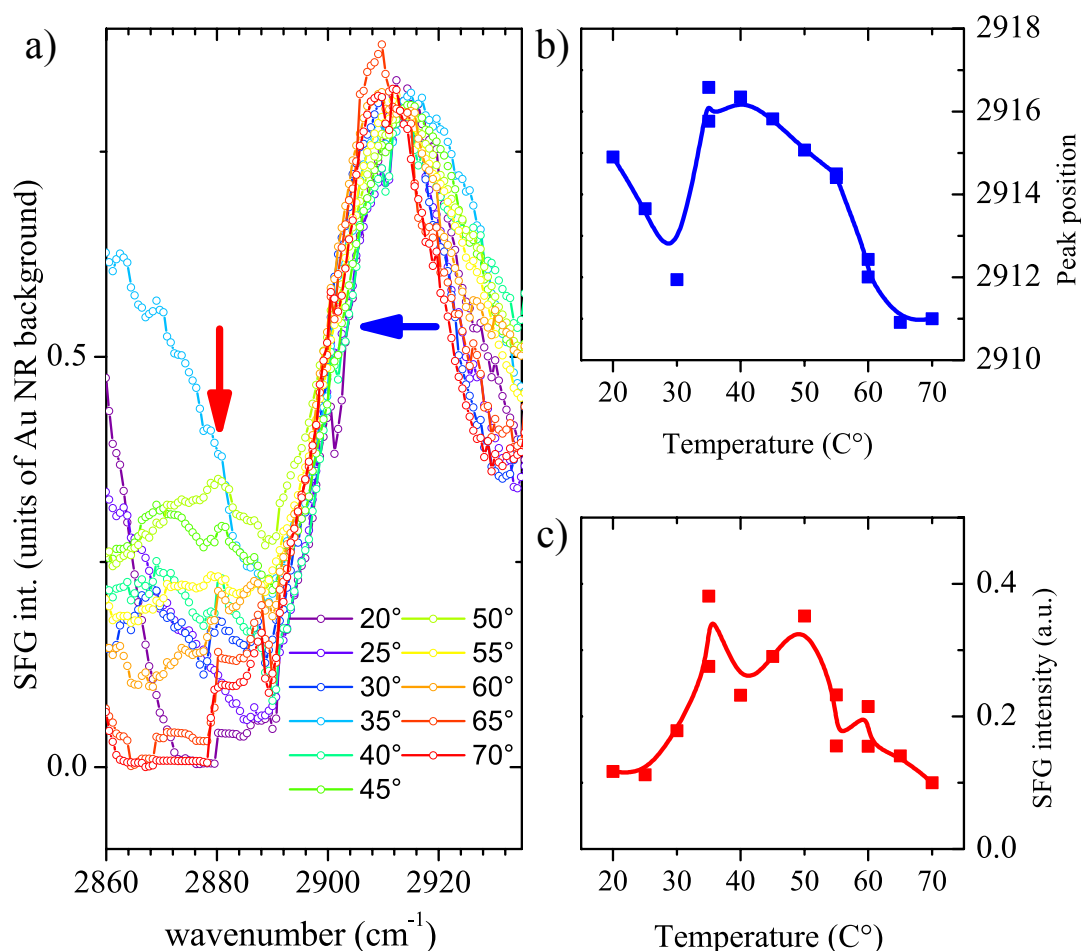 a)
SFG int. (units of Au NR background)
0.5
0.0
2860 2880 2900 2920
wavenumber (cm⁻¹)
20° 50°
25° 55°
30° 60°
35° 65°
40° 70°
45°
b)
2918
2916
2914
2912
2910
Peak position
20 30 40 50 60 70
Temperature (C°)
c)
0.4
0.2
0.0
SFG intensity (a.u.)
20 30 40 50 60 70
Temperature (C°)